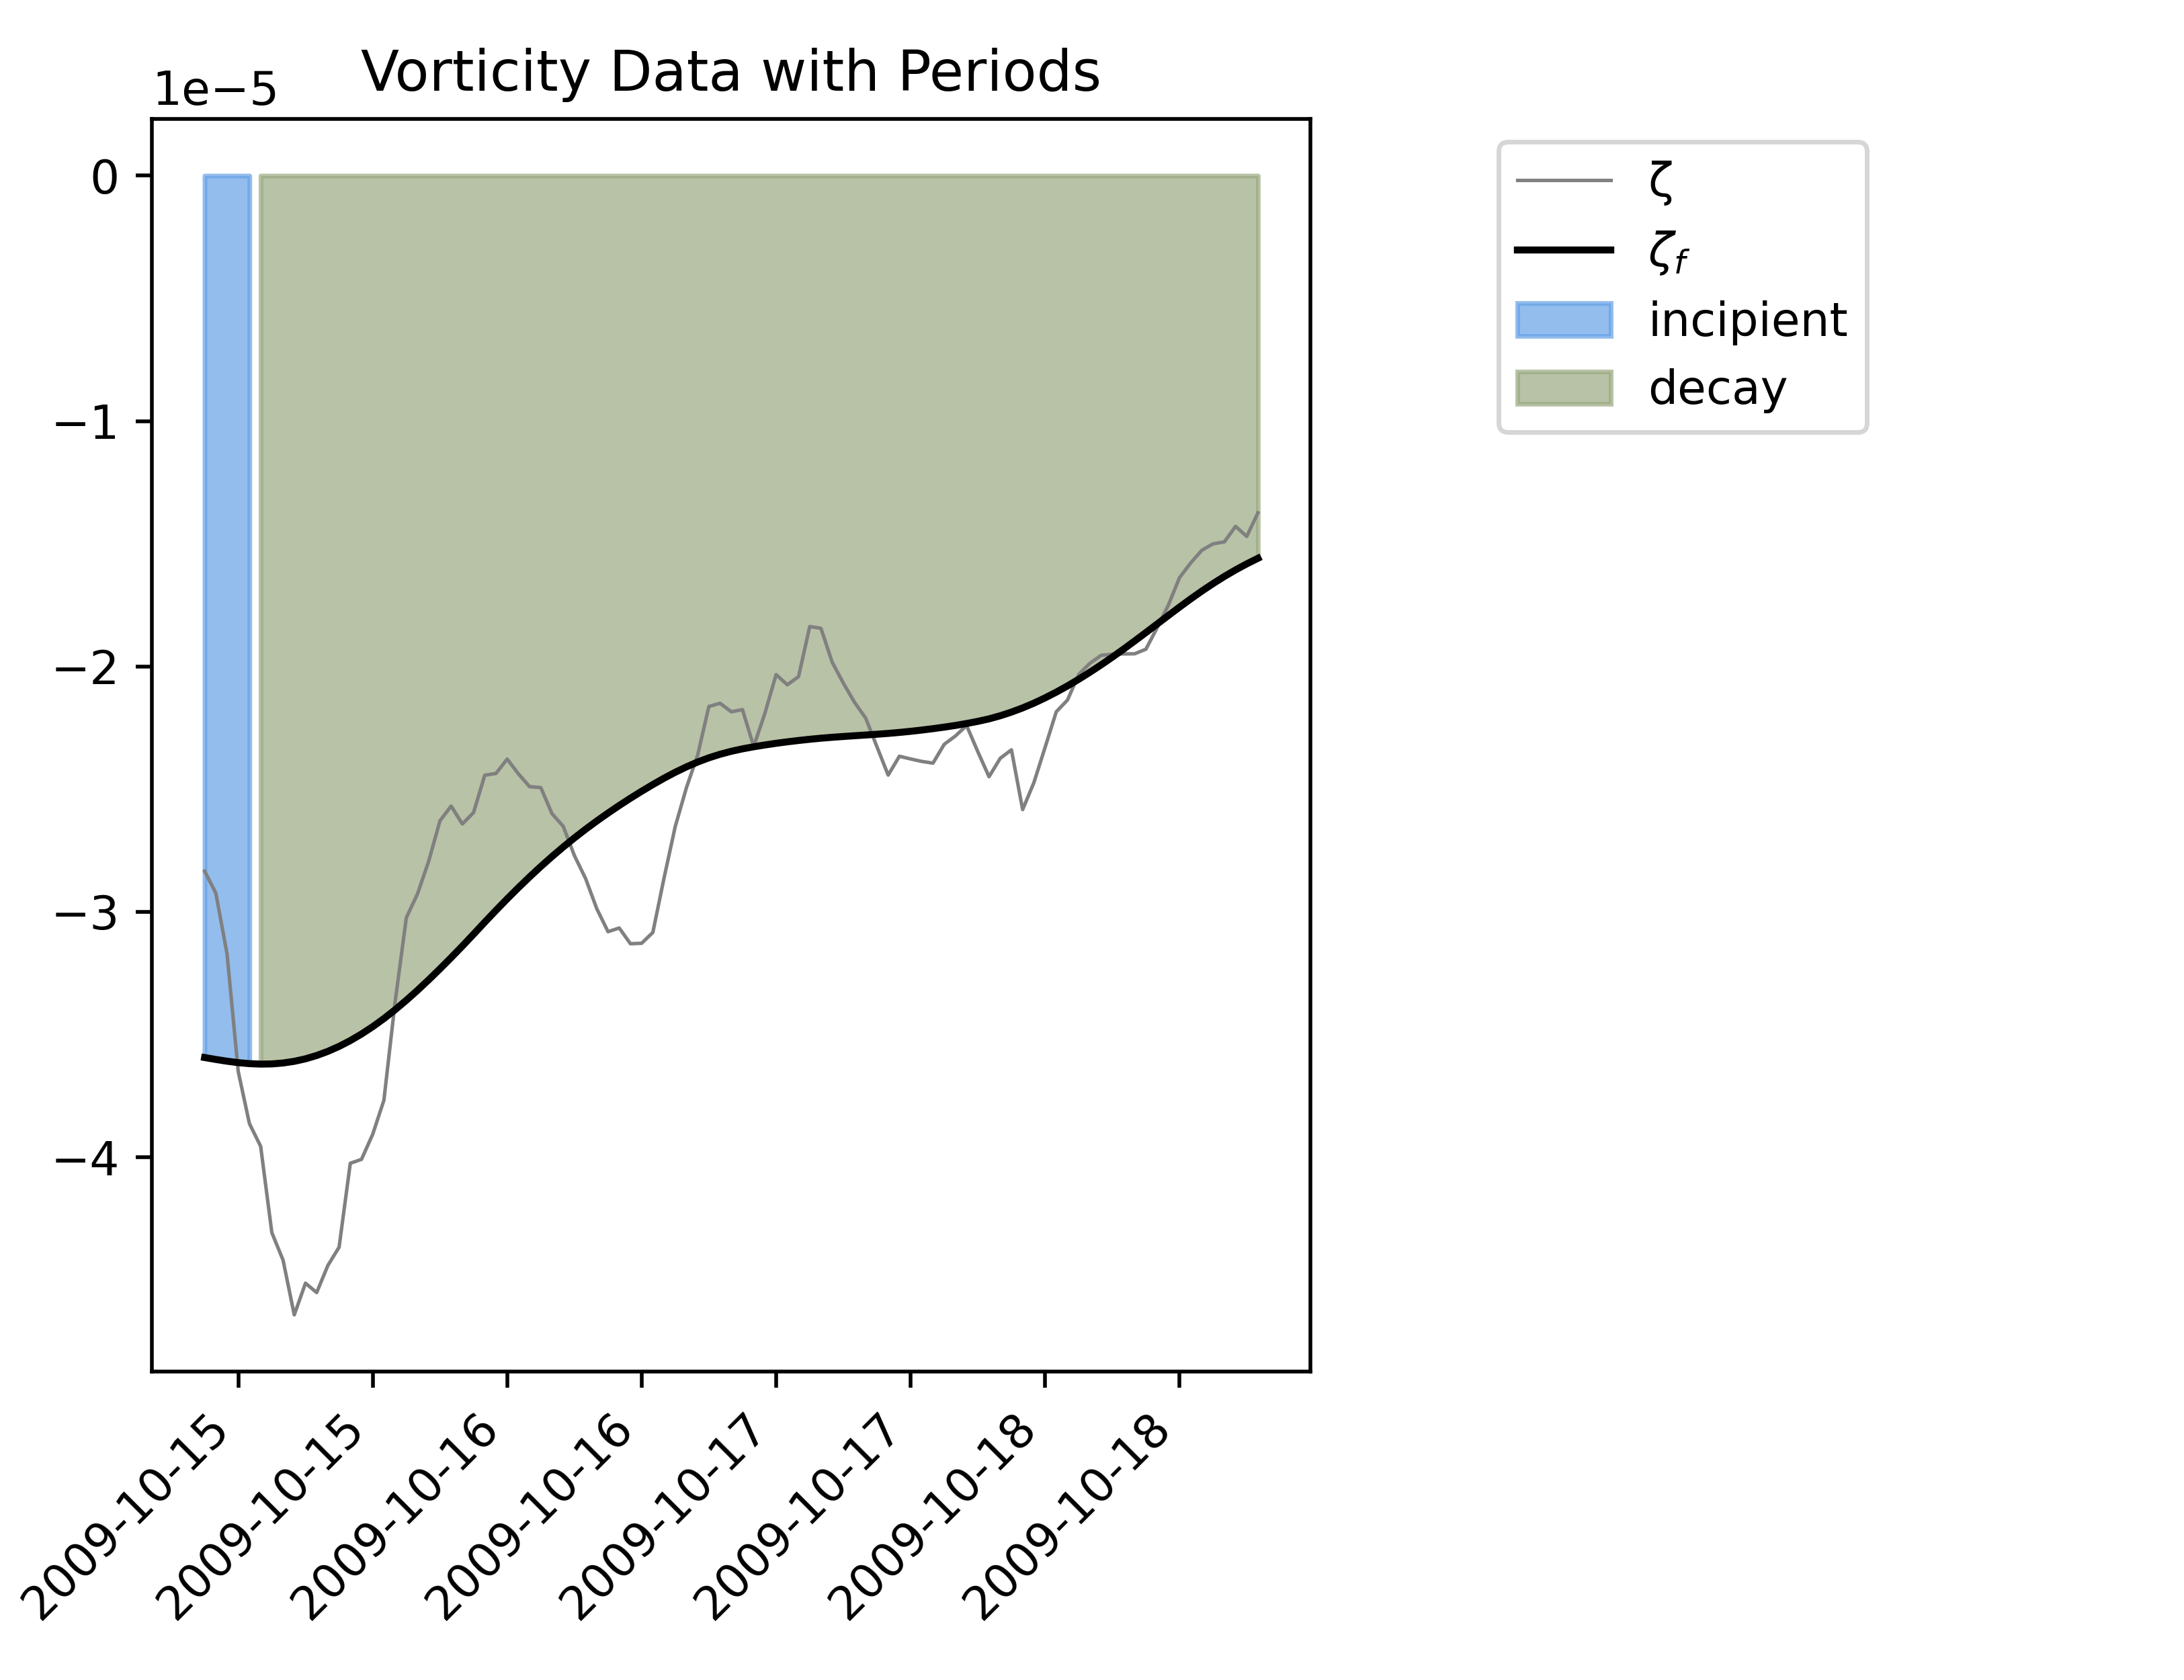 Vorticity Data with Periods
1e−5
0
−1
−2
−3
−4
2009-10-15
2009-10-15
2009-10-16
2009-10-16
2009-10-17
2009-10-17
2009-10-18
2009-10-18
ζ
ζf
incipient
decay